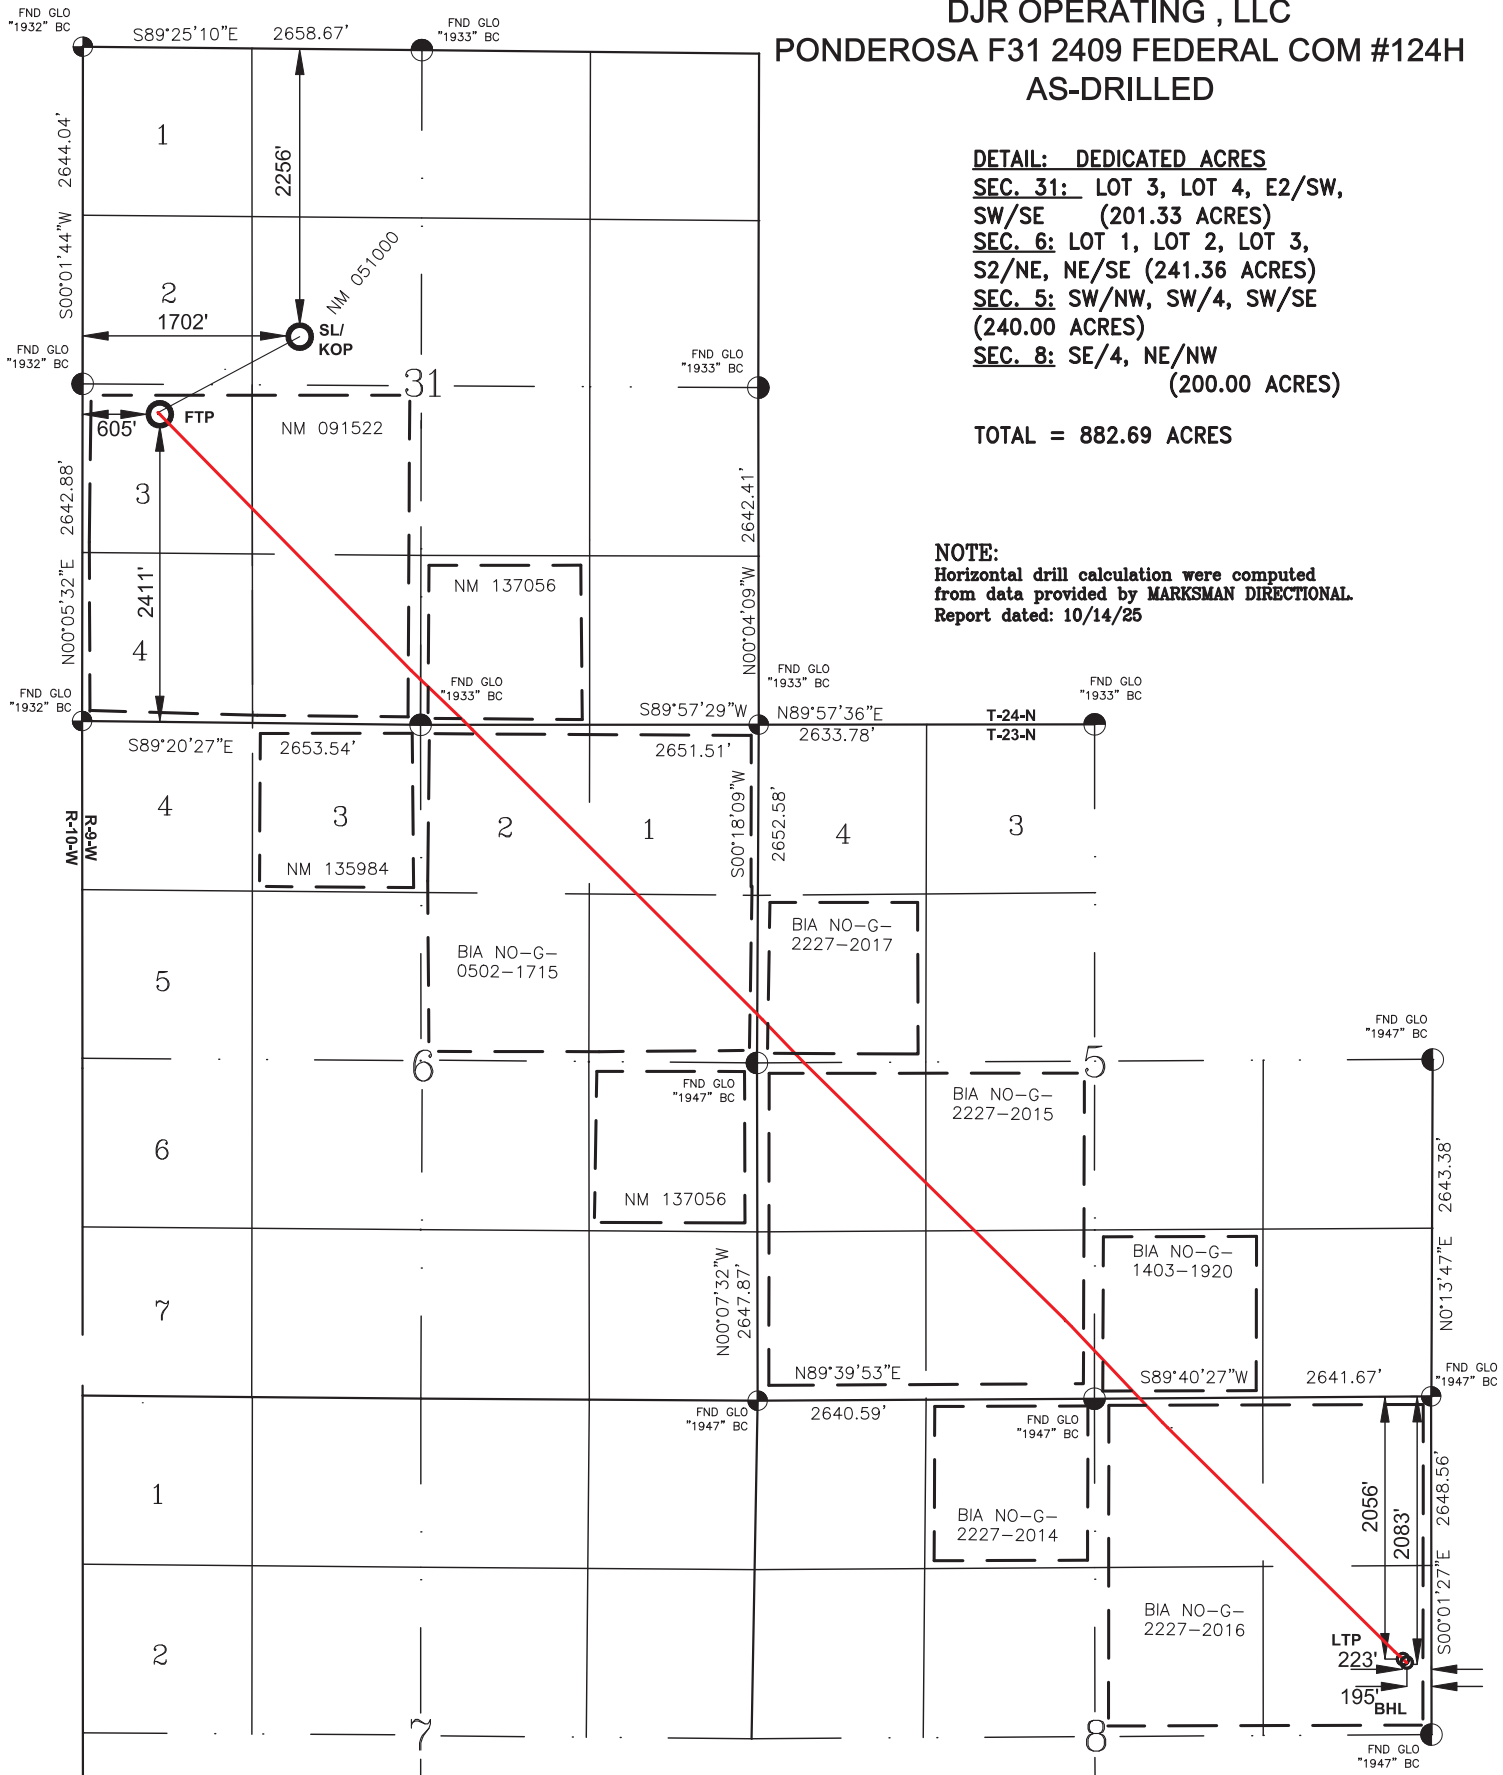 DJR OPERATING , LLC
PONDEROSA F31 2409 FEDERAL COM #124H
AS-DRILLED
DETAIL: DEDICATED ACRES
SEC. 31: LOT 3, LOT 4, E2/SW,
SW/SE (201.33 ACRES)
SEC. 6: LOT 1, LOT 2, LOT 3,
S2/NE, NE/SE (241.36 ACRES)
SEC. 5: SW/NW, SW/4, SW/SE
(240.00 ACRES)
SEC. 8: SE/4, NE/NW
(200.00 ACRES)
TOTAL = 882.69 ACRES
NOTE:
Horizontal drill calculation were computed
from data provided by MARKSMAN DIRECTIONAL.
Report dated: 10/14/25
FND GLO
"1932" BC
S89°25'10"E 2658.67'
FND GLO
"1933" BC
S00°01'44"W 2644.04'
1
2256'
2
1702'
NM 051000
SL/
KOP
FND GLO
"1932" BC
31
FND GLO
"1933" BC
605'
FTP
NM 091522
N00°05'32"E 2642.88'
3
2411'
4
NM 137056
N00°04'09"W 2642.41'
FND GLO
"1932" BC
FND GLO
"1933" BC
FND GLO
"1933" BC
FND GLO
"1933" BC
S89°57'29"W
N89°57'36"E
T-24-N
T-23-N
S89°20'27"E 2653.54'
2651.51'
2633.78'
R-10-W
R-9-W
4
3
NM 135984
2
1
S00°18'09"W
2652.58'
4
3
5
BIA NO-G-
0502-1715
BIA NO-G-
2227-2017
6
FND GLO
"1947" BC
5
FND GLO
"1947" BC
6
NM 137056
BIA NO-G-
2227-2015
N0°13'47"E 2643.38'
7
N00°07'32"W
2647.87'
BIA NO-G-
1403-1920
N89°39'53"E
S89°40'27"W 2641.67'
FND GLO
"1947" BC
FND GLO
"1947" BC
2640.59'
FND GLO
"1947" BC
1
BIA NO-G-
2227-2014
2056'
2083'
S00°01'27"E 2648.56'
2
BIA NO-G-
2227-2016
LTP
223'
195'
BHL
7
8
FND GLO
"1947" BC